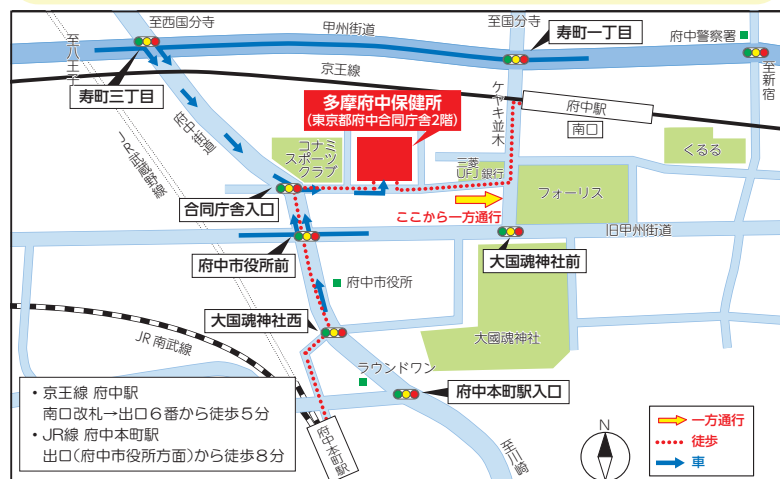 至西国分寺
甲州街道
至国分寺
寿町一丁目
府中警察署
至八王子
至新宿
寿町三丁目
京王線
ケヤキ並木
府中駅
南口
多摩府中保健所
(東京都府中合同庁舎2階)
府中街道
JR武蔵野線
コナミ
スポーツ
クラブ
三菱
UFJ銀行
くるる
フォーリス
合同庁舎入口
ここから一方通行
旧甲州街道
府中市役所前
大国魂神社前
府中市役所
大国魂神社西
大國魂神社
JR南武線
ラウンドワン
府中本町駅入口
・京王線 府中駅
南口改札→出口6番から徒歩5分
・JR線 府中本町駅
出口(府中市役所方面)から徒歩8分
府中本町駅
至川崎
N
一方通行
徒歩
車